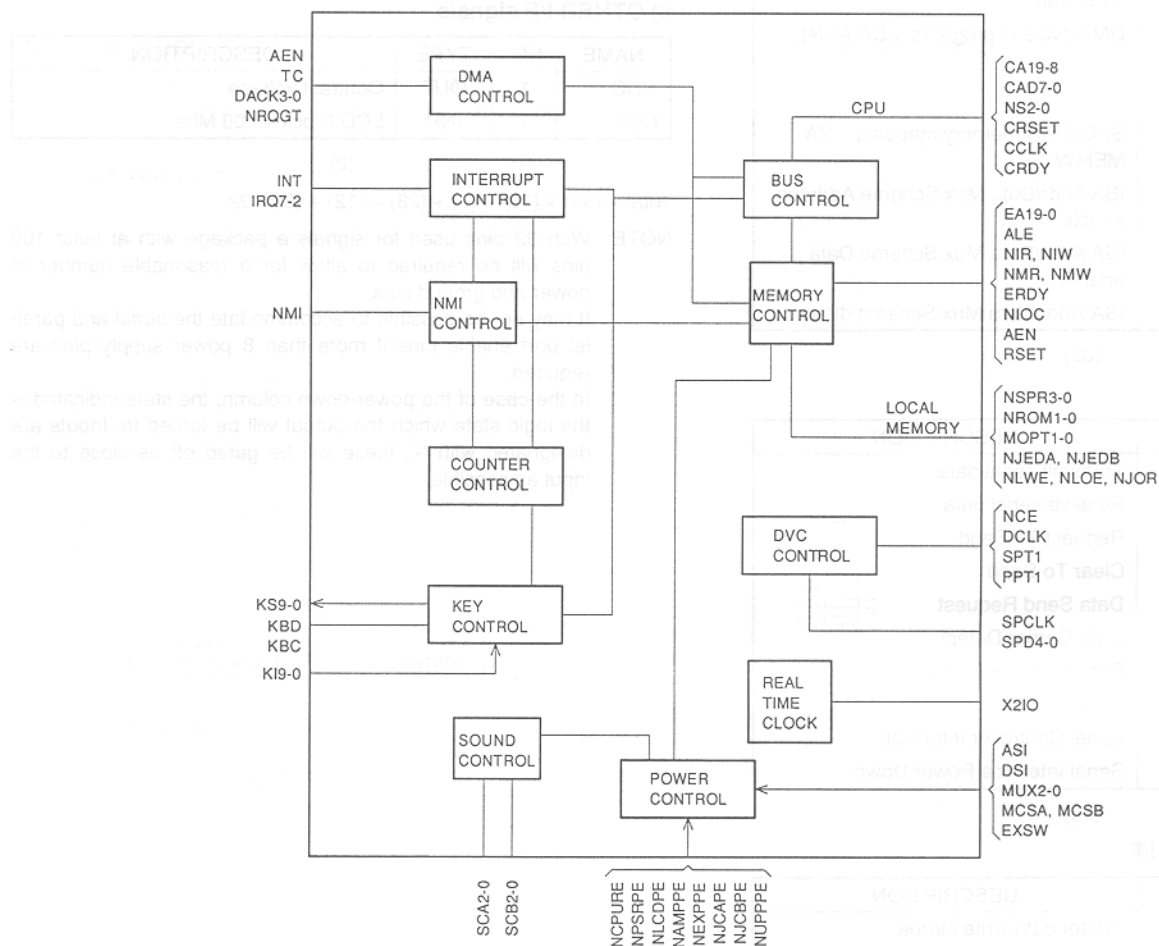 AEN
TC
DACK3-0
NRQGT
DMA
CONTROL
CPU
CA19-8
CAD7-0
NS2-0
CRSET
CCLK
CRDY
INT
IRQ7-2
INTERRUPT
CONTROL
BUS
CONTROL
EA19-0
ALE
NIR, NIW
NMR, NMW
ERDY
NIOC
AEN
RSET
NMI
NMI
CONTROL
MEMORY
CONTROL
LOCAL
MEMORY
NSPR3-0
NROM1-0
MOPT1-0
NJEDA, NJEDB
NLWE, NLOE, NJOR
COUNTER
CONTROL
DVC
CONTROL
NCE
DCLK
SPT1
PPT1
KS9-0
KBD
KBC
KI9-0
KEY
CONTROL
SPCLK
SPD4-0
REAL
TIME
CLOCK
X2IO
SOUND
CONTROL
POWER
CONTROL
ASI
DSI
MUX2-0
MCSA, MCSB
EXSW
SCA2-0
SCB2-0
NCPURE
NPSRPE
NLCDPE
NAMPPE
NEXPPE
NJCAPE
NJCBPE
NUPPPE